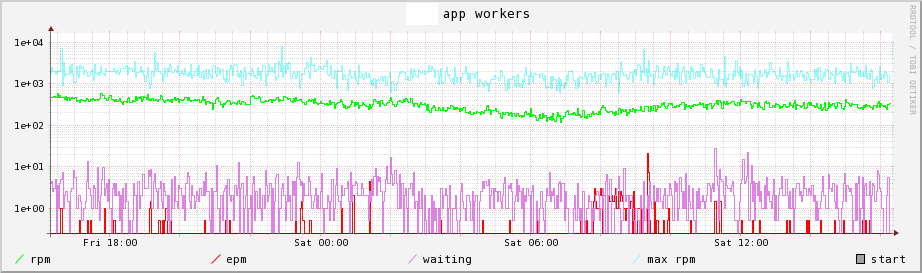 app workers
1e+04
1e+03
1e+02
1e+01
1e+00
Fri 18:00 Sat 00:00 Sat 06:00 Sat 12:00
rpm epm waiting max rpm start
RRDTOOL / TOBI OETIKER